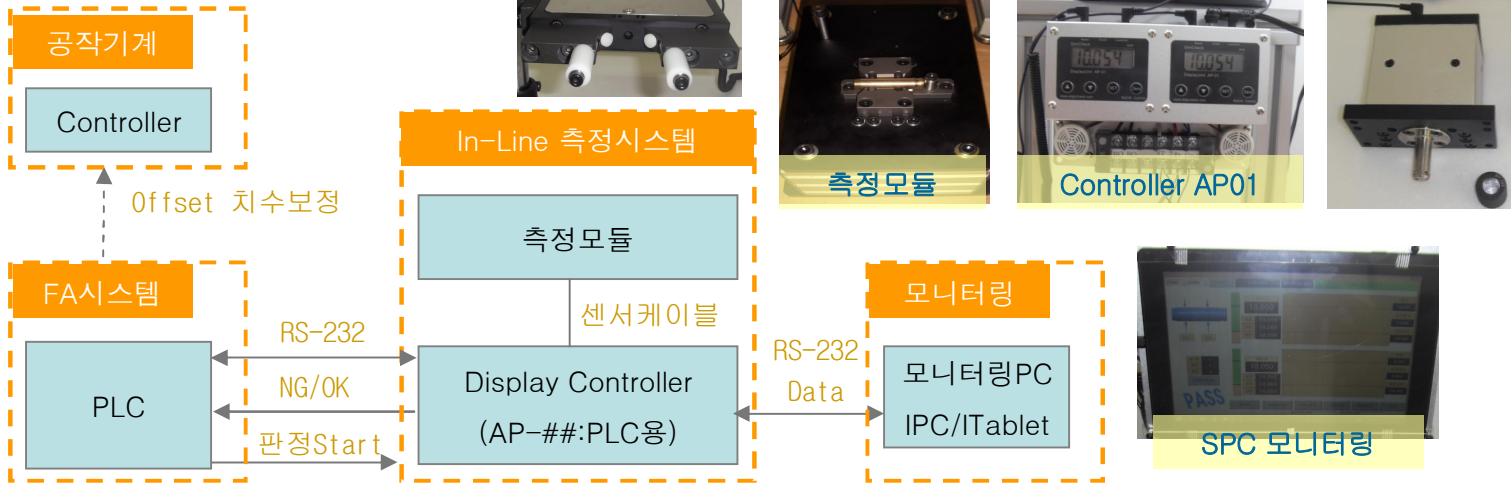 공작기계
Controller
Offset 치수보정
FA시스템
PLC
RS-232
NG/OK
판정Start
In-Line 측정시스템
측정모듈
센서케이블
Display Controller
(AP-##:PLC용)
RS-232
Data
모니터링
모니터링PC
IPC/ITablet
측정모듈
10.054
10.054
Controller AP01
PASS
SPC 모니터링